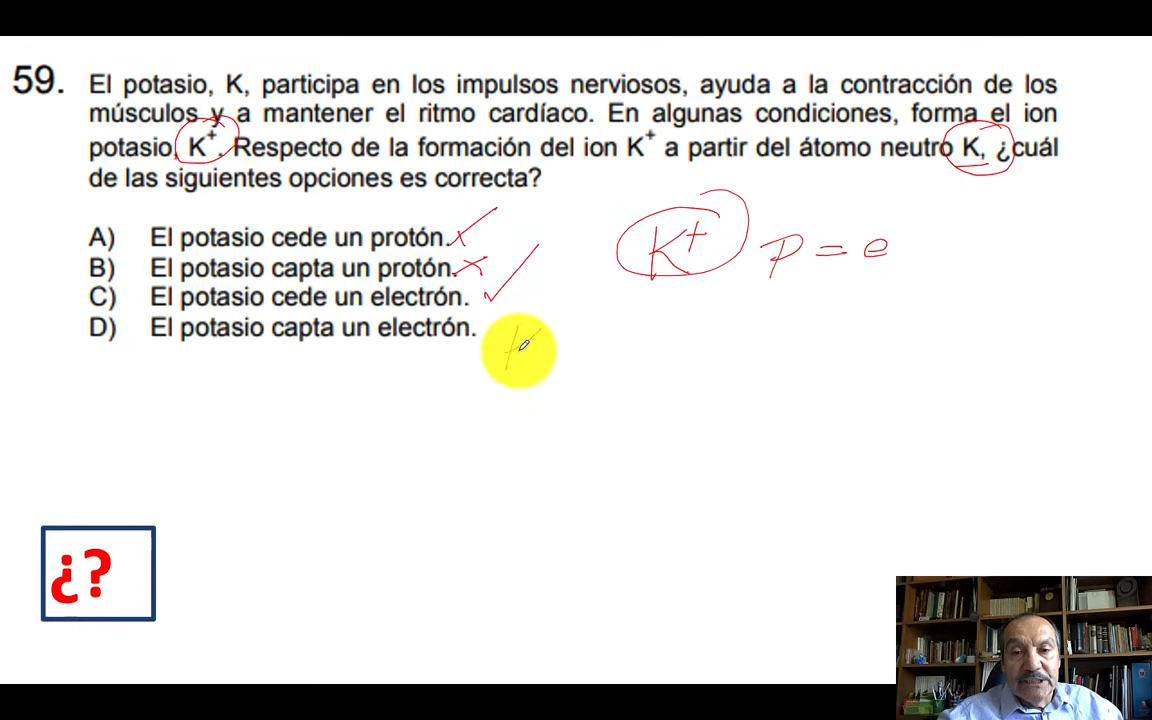 59. El potasio, K, participa en los impulsos nerviosos, ayuda a la contracción de los
músculos y a mantener el ritmo cardíaco. En algunas condiciones, forma el ion
potasio, K⁺. Respecto de la formación del ion K⁺ a partir del átomo neutro K, ¿cuál
de las siguientes opciones es correcta?
A) El potasio cede un protón.
B) El potasio capta un protón.
C) El potasio cede un electrón.
D) El potasio capta un electrón.
K⁺ p = e
¿?